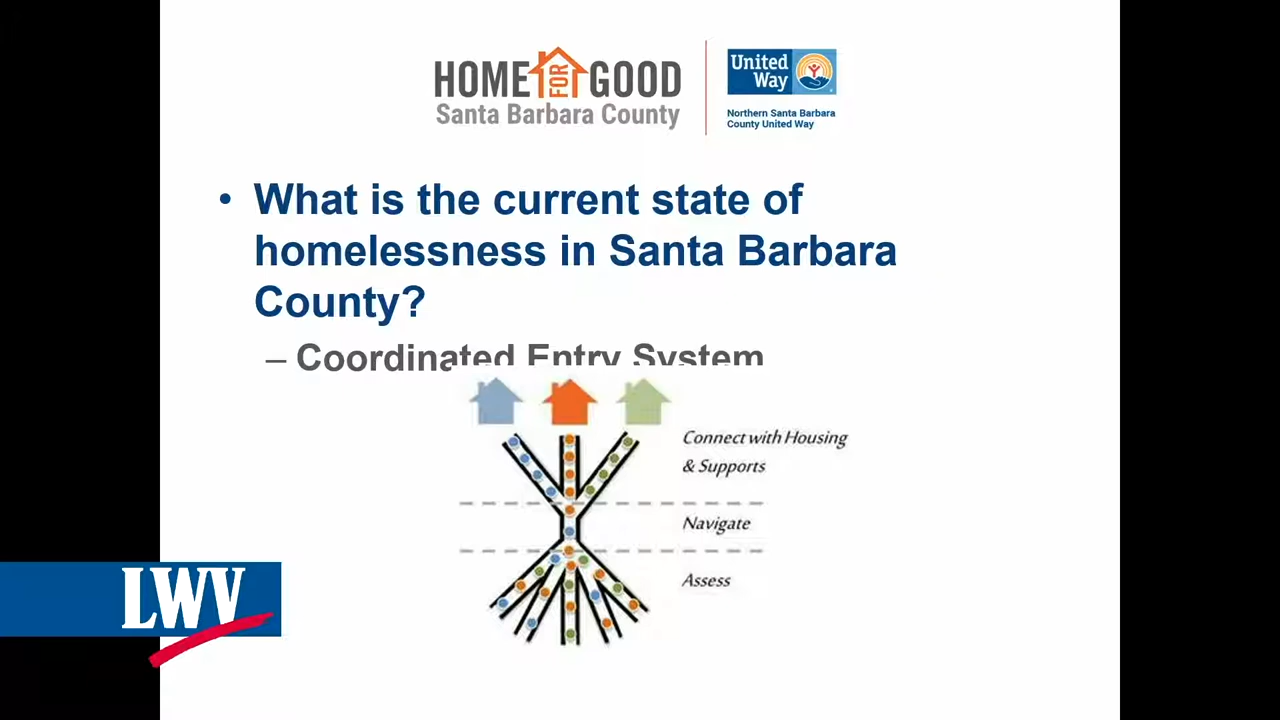 HOME FOR GOOD
Santa Barbara County
United
Way
Northern Santa Barbara
County United Way
• What is the current state of
homelessness in Santa Barbara
County?
– Coordinated Entry System
Connect with Housing
& Supports
Navigate
Assess
LWV